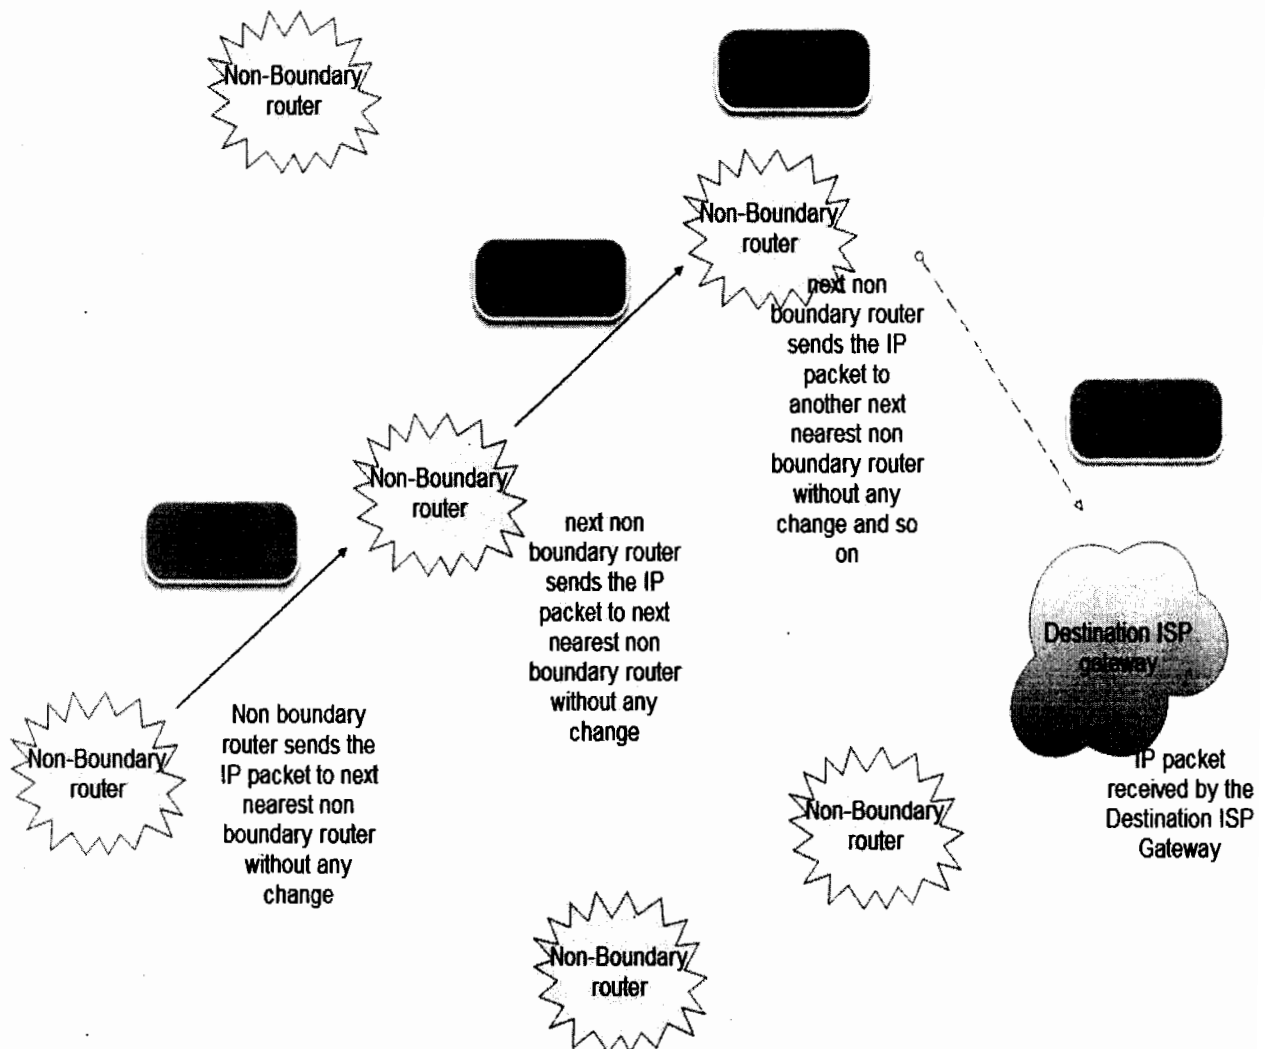 Non-Boundary
router
Non-Boundary
router
next non
boundary router
sends the IP
packet to
another next
nearest non
boundary router
without any
change and so
on
Non-Boundary
router
next non
boundary router
sends the IP
packet to next
nearest non
boundary router
without any
change
Destination ISP
gateway
IP packet
received by the
Destination ISP
Gateway
Non-Boundary
router
Non boundary
router sends the
IP packet to next
nearest non
boundary router
without any
change
Non-Boundary
router
Non-Boundary
router